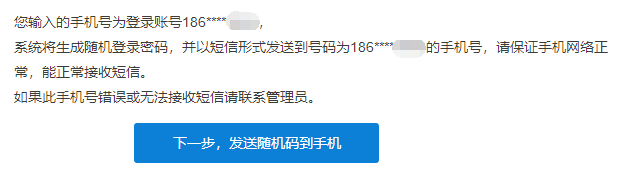 您输入的手机号为登录账号186****,
系统将生成随机登录密码，并以短信形式发送到号码为186****的手机号，请保证手机网络正
常，能正常接收短信。
如果此手机号错误或无法接收短信请联系管理员。
下一步，发送随机码到手机